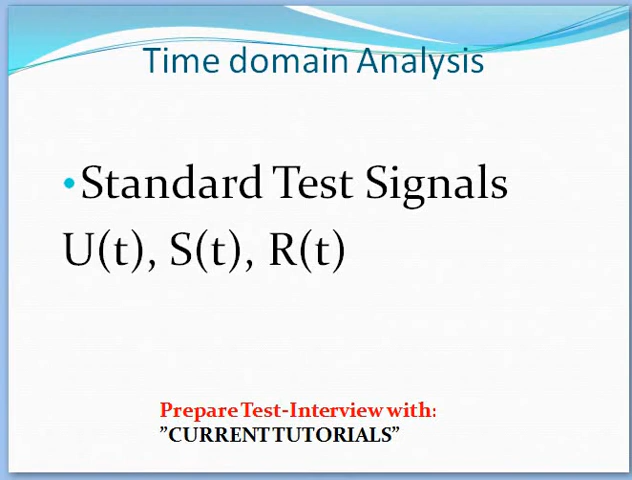 Time domain Analysis
•Standard Test Signals
U(t), S(t), R(t)
Prepare Test-Interview with:
”CURRENT TUTORIALS”